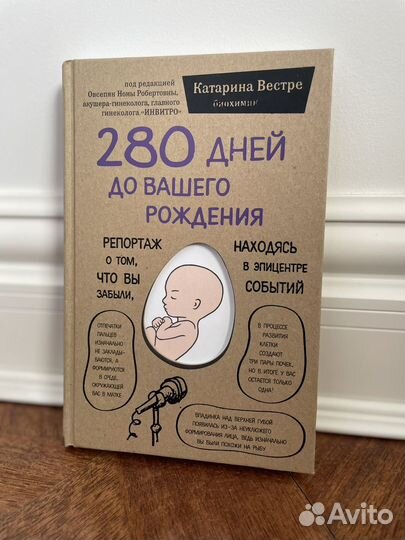 под редакцией
Овсепян Ноны Робертовны,
акушера-гинеколога, главного
гинеколога «ИНВИТРО»
Катарина Вестре
биохимик
280 ДНЕЙ
ДО ВАШЕГО
РОЖДЕНИЯ
РЕПОРТАЖ
О ТОМ,
ЧТО ВЫ
ЗАБЫЛИ,
НАХОДЯСЬ
В ЭПИЦЕНТРЕ
СОБЫТИЙ
ОТПЕЧАТКИ
ПАЛЬЦЕВ
ИЗНАЧАЛЬНО
НЕ ЗАКЛАДЫ-
ВАЮТСЯ, А
ФОРМИРУЮТСЯ
В СРЕДЕ,
ОКРУЖАЮЩЕЙ
ВАС В МАТКЕ
В ПРОЦЕССЕ
РАЗВИТИЯ
КЛЕТКИ
СОЗДАЮТ
ТРИ ПАРЫ ПОЧЕК,
НО В ИТОГЕ У ВАС
ОСТАЕТСЯ ТОЛЬКО
ОДНА!
ВПАДИНКА НАД ВЕРХНЕЙ ГУБОЙ
ПОЯВИЛАСЬ ИЗ-ЗА НЕУКЛЮЖЕГО
ФОРМИРОВАНИЯ ЛИЦА, ВЕДЬ ИЗНАЧАЛЬНО
ВЫ БЫЛИ ПОХОЖИ НА РЫБУ
Avito